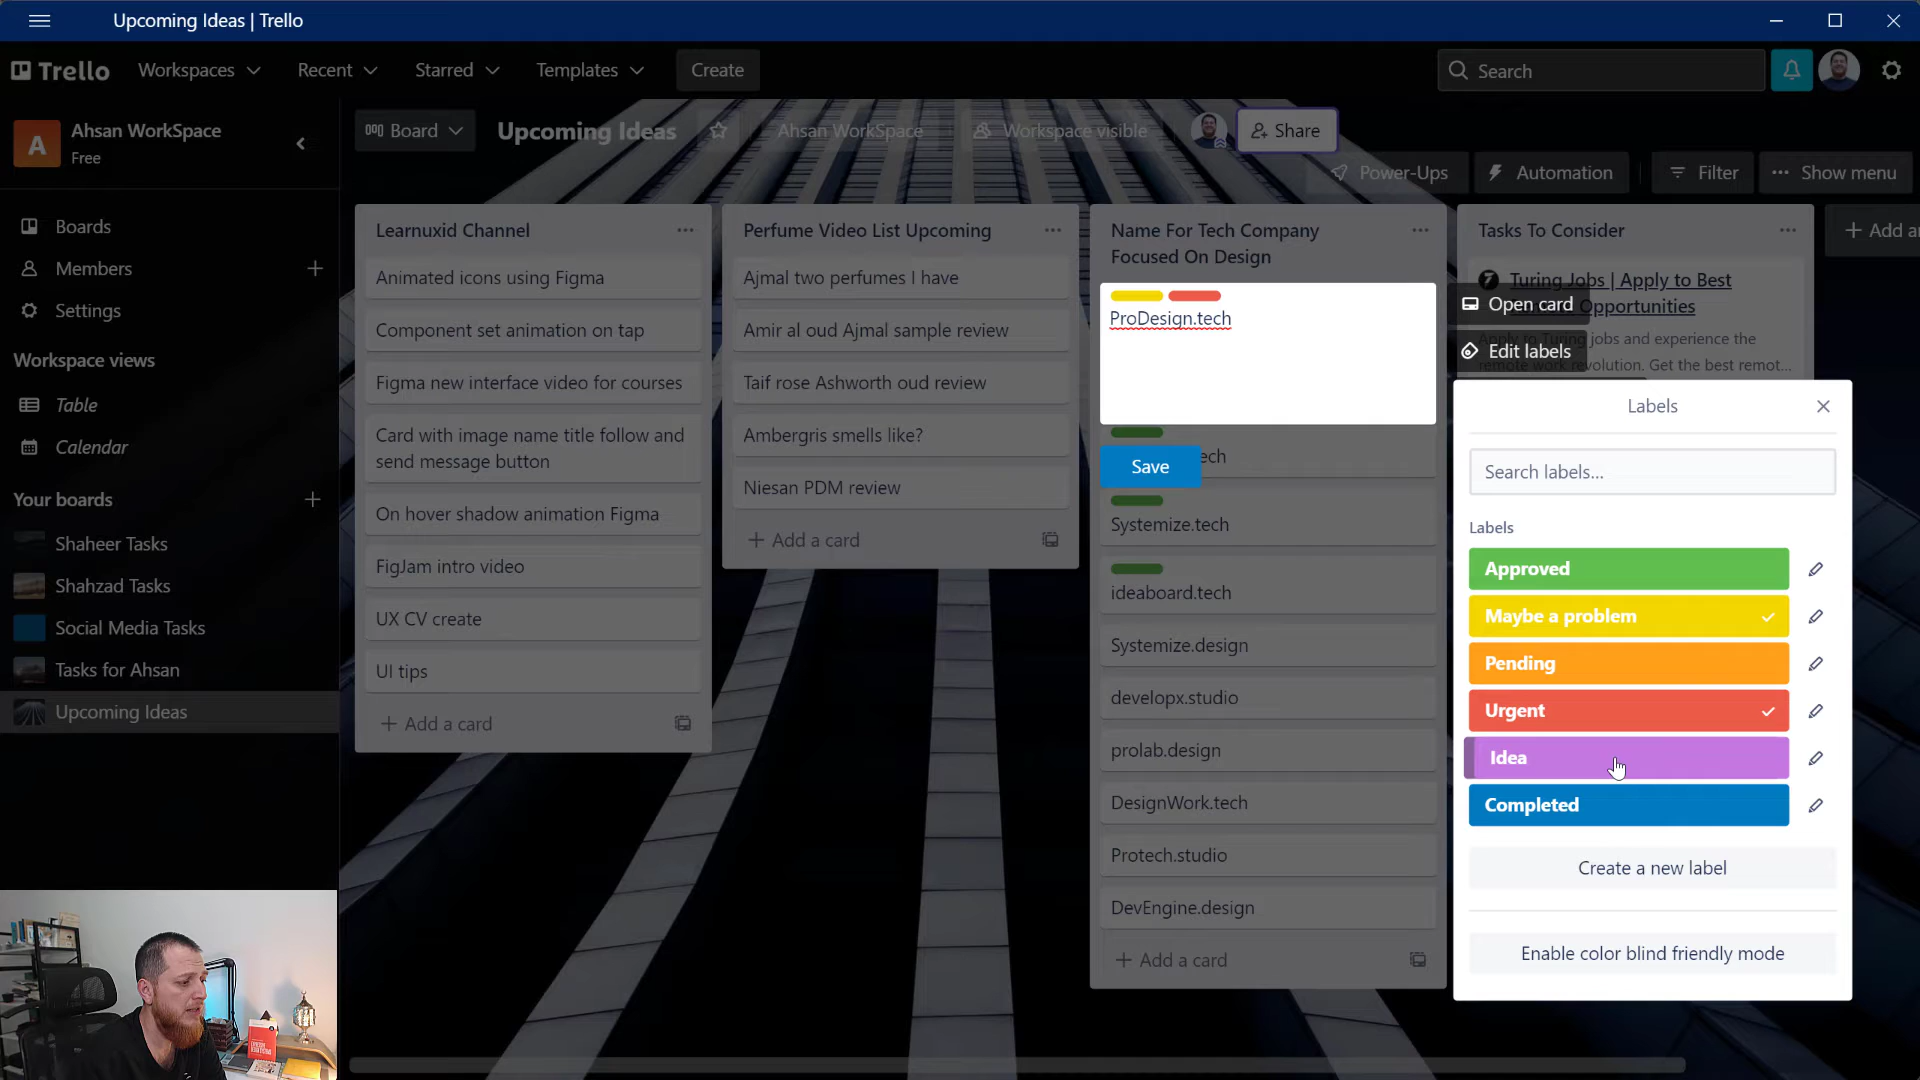 Upcoming Ideas | Trello
Trello
Workspaces
Recent
Starred
Templates
Create
Search
A
Ahsan WorkSpace
Free
Board
Upcoming Ideas
Ahsan WorkSpace
Workspace visible
Share
Power-Ups
Automation
Filter
Show menu
Boards
Members
Settings
Workspace views
Table
Calendar
Your boards
Shaheer Tasks
Shahzad Tasks
Social Media Tasks
Tasks for Ahsan
Upcoming Ideas
Learnuxid Channel
Animated icons using Figma
Component set animation on tap
Figma new interface video for courses
Card with image name title follow and
send message button
On hover shadow animation Figma
FigJam intro video
UX CV create
UI tips
Add a card
Perfume Video List Upcoming
Ajmal two perfumes I have
Amir al oud Ajmal sample review
Taif rose Ashworth oud review
Ambergris smells like?
Niesan PDM review
Add a card
Name For Tech Company
Focused On Design
ProDesign.tech
Save
ech
Systemize.tech
ideaboard.tech
Systemize.design
developx.studio
prolab.design
DesignWork.tech
Protech.studio
DevEngine.design
Add a card
Tasks To Consider
Turing Jobs | Apply to Best
Opportunities
Apply to Turing jobs and experience the
remote work revolution. Get the best remot...
Add a
Open card
Edit labels
Labels
Search labels...
Labels
Approved
Maybe a problem
Pending
Urgent
Idea
Completed
Create a new label
Enable color blind friendly mode